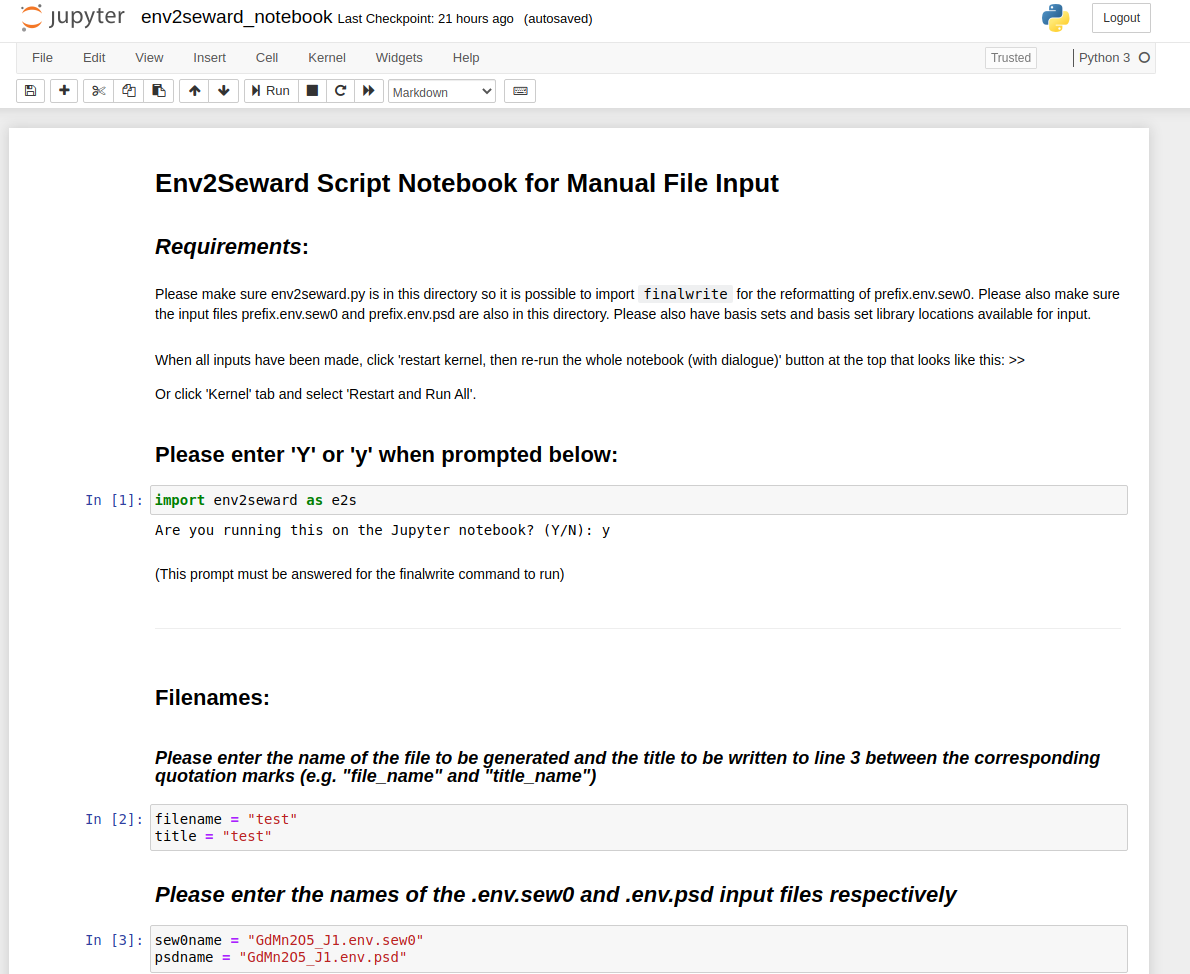 jupyter env2seward_notebook Last Checkpoint: 21 hours ago (autosaved) Logout
File Edit View Insert Cell Kernel Widgets Help Trusted Python 3
Run Markdown
Env2Seward Script Notebook for Manual File Input
Requirements:
Please make sure env2seward.py is in this directory so it is possible to import finalwrite for the reformatting of prefix.env.sew0. Please also make sure
the input files prefix.env.sew0 and prefix.env.psd are also in this directory. Please also have basis sets and basis set library locations available for input.
When all inputs have been made, click 'restart kernel, then re-run the whole notebook (with dialogue)' button at the top that looks like this: >>
Or click 'Kernel' tab and select 'Restart and Run All'.
Please enter 'Y' or 'y' when prompted below:
In [1]: import env2seward as e2s
Are you running this on the Jupyter notebook? (Y/N): y
(This prompt must be answered for the finalwrite command to run)
Filenames:
Please enter the name of the file to be generated and the title to be written to line 3 between the corresponding
quotation marks (e.g. "file_name" and "title_name")
In [2]: filename = "test"
title = "test"
Please enter the names of the .env.sew0 and .env.psd input files respectively
In [3]: sew0name = "GdMn2O5_J1.env.sew0"
psdname = "GdMn2O5_J1.env.psd"